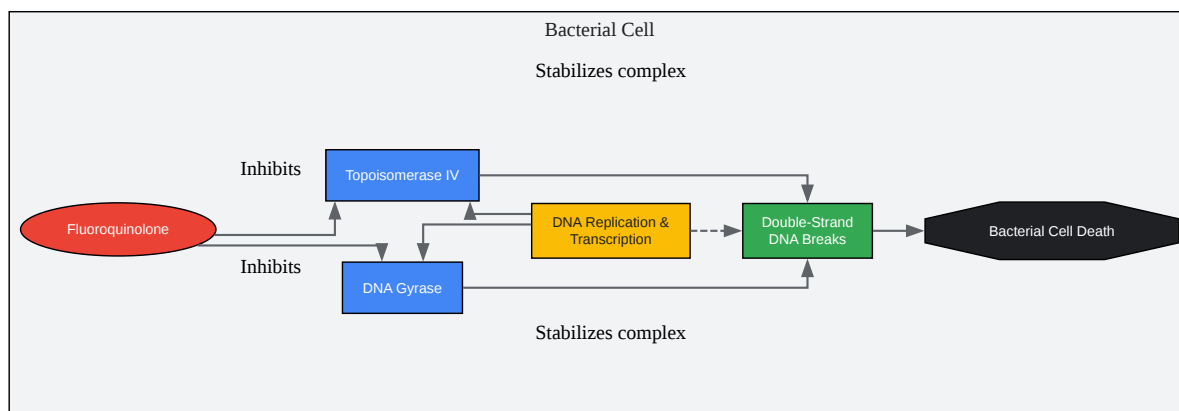 Bacterial Cell
Stabilizes complex
Inhibits
Topoisomerase IV
Fluoroquinolone
DNA Replication &
Transcription
Double-Strand
DNA Breaks
Bacterial Cell Death
Inhibits
DNA Gyrase
Stabilizes complex